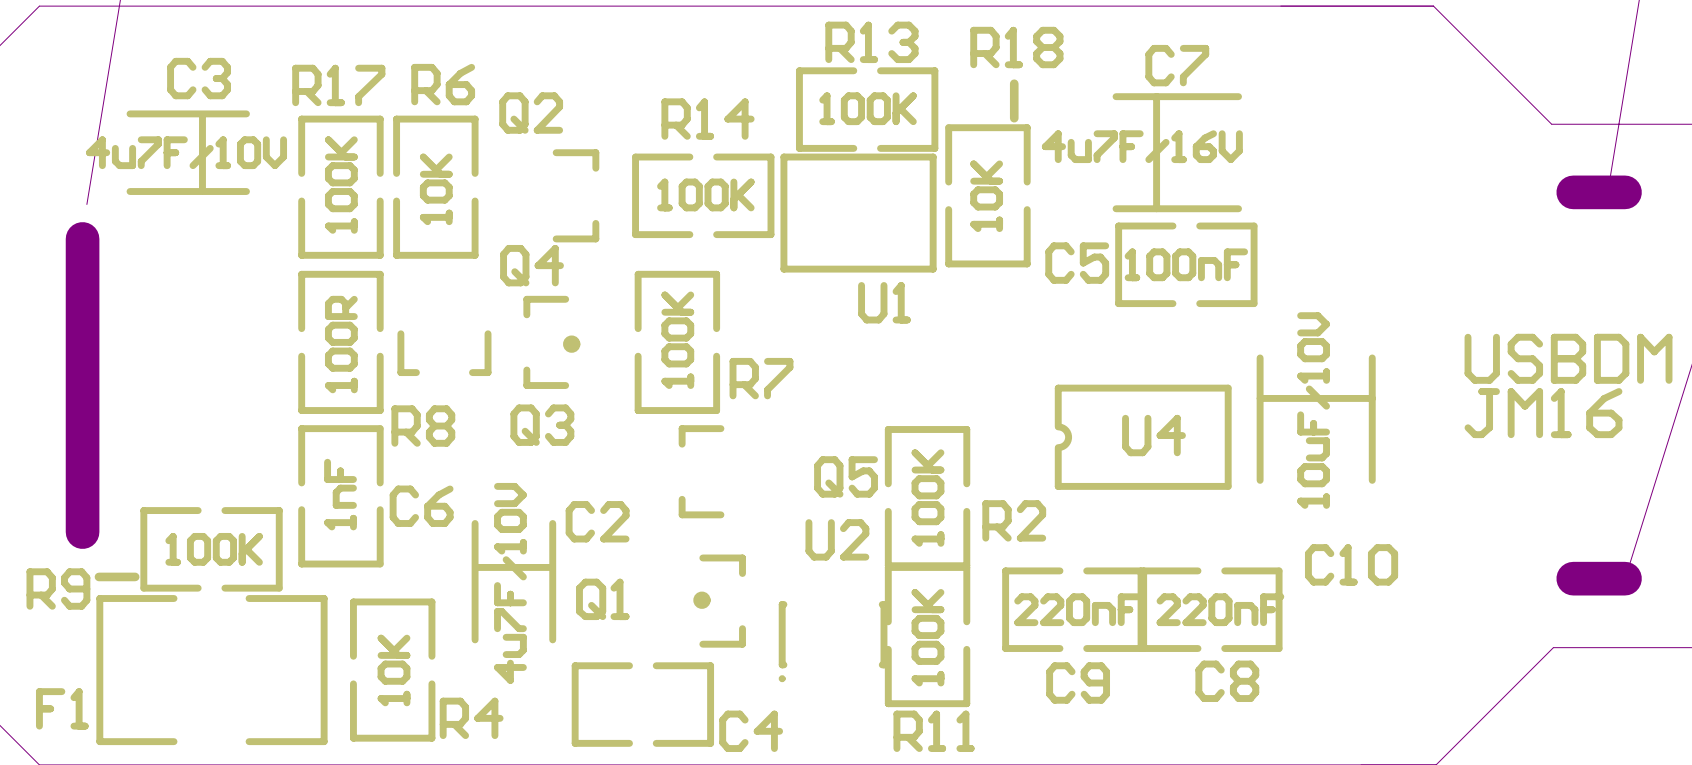 C3
4u7F/10V
R17
100K
R6
10K
Q2
Q4
R14
100K
R13
100K
R18
10K
U1
C7
4u7F/16V
C5
100nF
100R
R8
Q3
100K
R7
USBDM
JM16
10uF/10V
C10
U4
Q5
100K
R2
U2
1nF
C6
C2
4u7F/10V
Q1
100K
R9
F1
10K
R4
C4
100K
R11
220nF
C9
220nF
C8